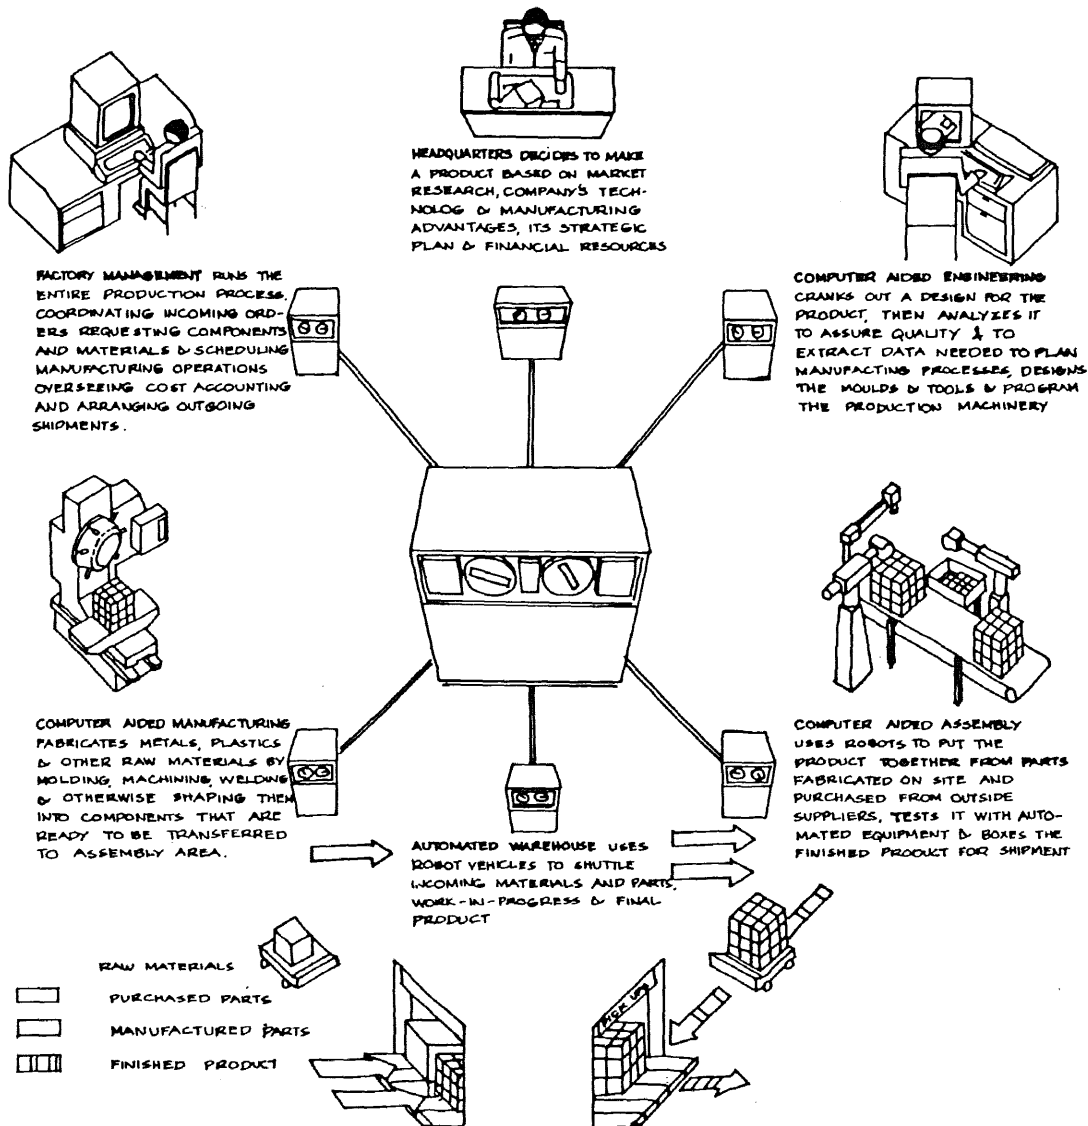 HEADQUARTERS DECIDES TO MAKE
A PRODUCT BASED ON MARKET
RESEARCH, COMPANY'S TECH-
NOLOG & MANUFACTURING
ADVANTAGES, ITS STRATEGIC
PLAN & FINANCIAL RESOURCES
FACTORY MANAGEMENT RUNS THE
ENTIRE PRODUCTION PROCESS,
COORDINATING INCOMING ORD-
ERS REQUESTING COMPONENTS
AND MATERIALS & SCHEDULING
MANUFACTURING OPERATIONS
OVERSEEING COST ACCOUNTING
AND ARRANGING OUTGOING
SHIPMENTS.
COMPUTER AIDED ENGINEERING
CRANKS OUT A DESIGN FOR THE
PRODUCT, THEN ANALYZES IT
TO ASSURE QUALITY & TO
EXTRACT DATA NEEDED TO PLAN
MANUFACTING PROCESSES, DESIGNS
THE MOULDS & TOOLS & PROGRAM
THE PRODUCTION MACHINERY
COMPUTER AIDED MANUFACTURING
FABRICATES METALS, PLASTICS
& OTHER RAW MATERIALS BY
MOLDING, MACHINING, WELDING
& OTHERWISE SHAPING THEM
INTO COMPONENTS THAT ARE
READY TO BE TRANSFERRED
TO ASSEMBLY AREA.
COMPUTER AIDED ASSEMBLY
USES ROBOTS TO PUT THE
PRODUCT TOGETHER FROM PARTS
FABRICATED ON SITE AND
PURCHASED FROM OUTSIDE
SUPPLIERS, TESTS IT WITH AUTO-
MATED EQUIPMENT & BOXES THE
FINISHED PRODUCT FOR SHIPMENT
AUTOMATED WAREHOUSE USES
ROBOT VEHICLES TO SHUTTLE
INCOMING MATERIALS AND PARTS,
WORK-IN-PROGRESS & FINAL
PRODUCT
RAW MATERIALS
PURCHASED PARTS
MANUFACTURED PARTS
FINISHED PRODUCT
PICK UPS